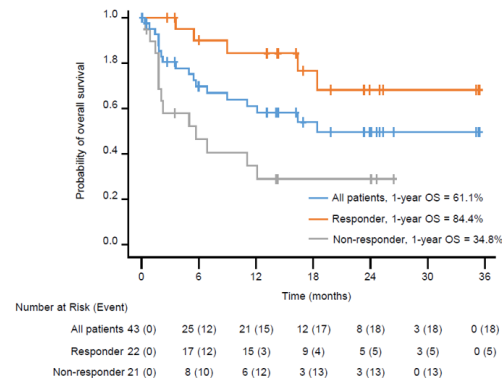 1.0
1.8
0.6
0.4
0.2
0.0
Probability of overall survival
All patients, 1-year OS = 61.1%
Responder, 1-year OS = 84.4%
Non-responder, 1-year OS = 34.8%
0 6 12 18 24 30 36
Time (months)
Number at Risk (Event)
All patients 43 (0) 25 (12) 21 (15) 12 (17) 8 (18) 3 (18) 0 (18)
Responder 22 (0) 17 (12) 15 (3) 9 (4) 5 (5) 3 (5) 0 (5)
Non-responder 21 (0) 8 (10) 6 (12) 3 (13) 3 (13) 0 (13)